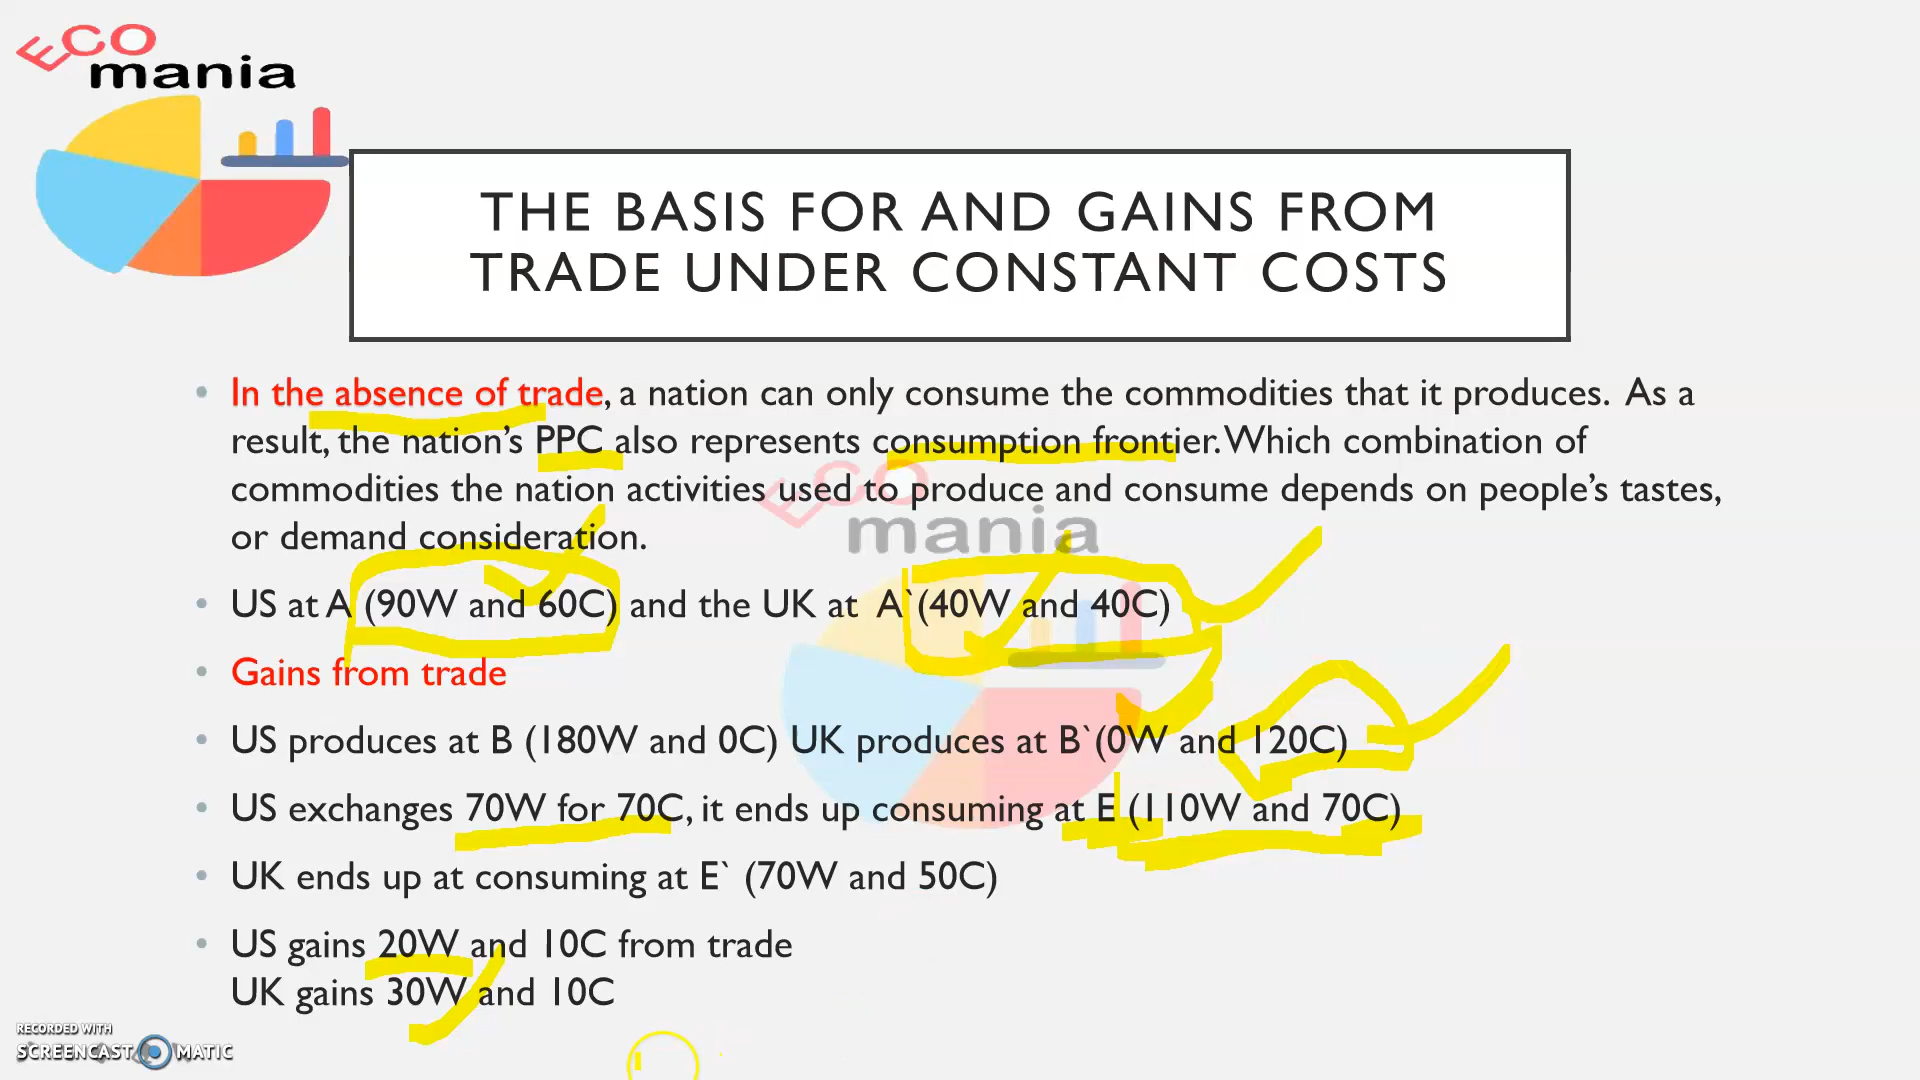 ECO
mania
THE BASIS FOR AND GAINS FROM
TRADE UNDER CONSTANT COSTS
• In the absence of trade, a nation can only consume the commodities that it produces. As a
result, the nation's PPC also represents consumption frontier. Which combination of
commodities the nation activities used to produce and consume depends on people's tastes,
or demand consideration.
ECO
mania
• US at A (90W and 60C) and the UK at A`(40W and 40C)
• Gains from trade
• US produces at B (180W and 0C) UK produces at B`(0W and 120C)
• US exchanges 70W for 70C, it ends up consuming at E (110W and 70C)
• UK ends up at consuming at E` (70W and 50C)
• US gains 20W and 10C from trade
UK gains 30W and 10C
RECORDED WITH
SCREENCAST MATIC